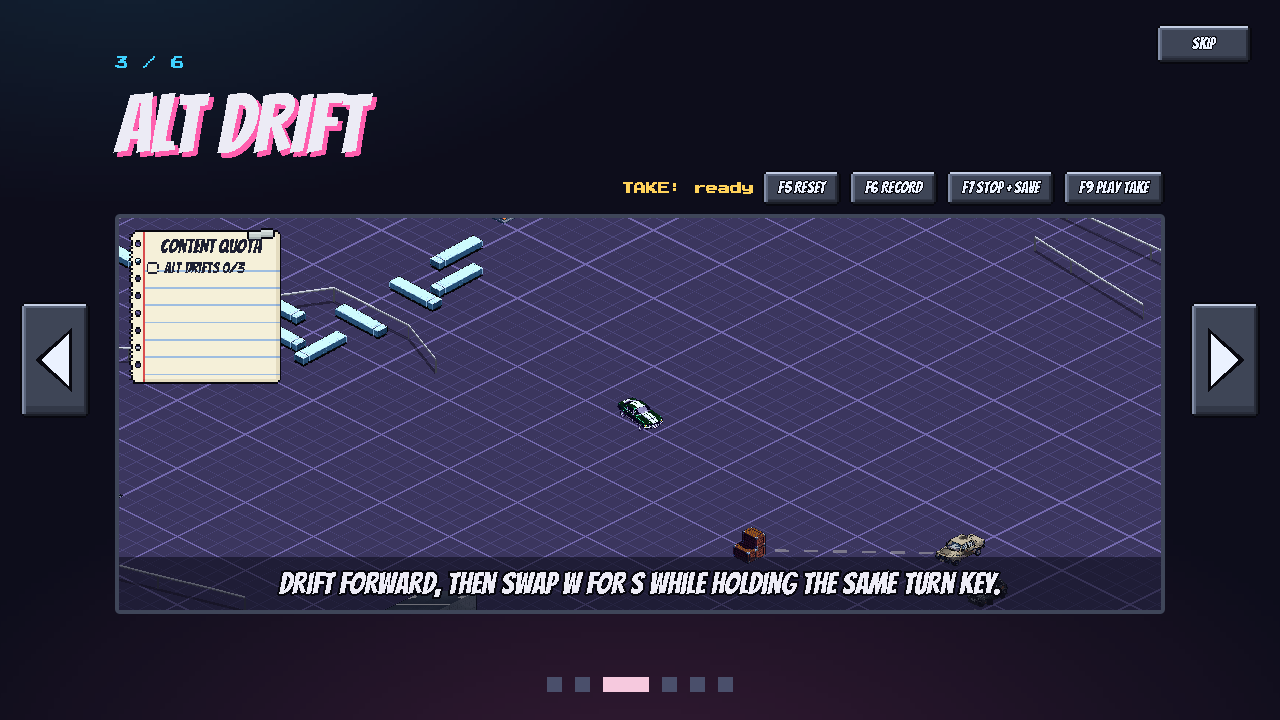 3 / 6
SKIP
ALT DRIFT
TAKE: ready
F5 RESET
F6 RECORD
F7 STOP + SAVE
F9 PLAY TAKE
CONTENT QUOTA
ALT DRIFTS 0/3
DRIFT FORWARD, THEN SWAP W FOR S WHILE HOLDING THE SAME TURN KEY.